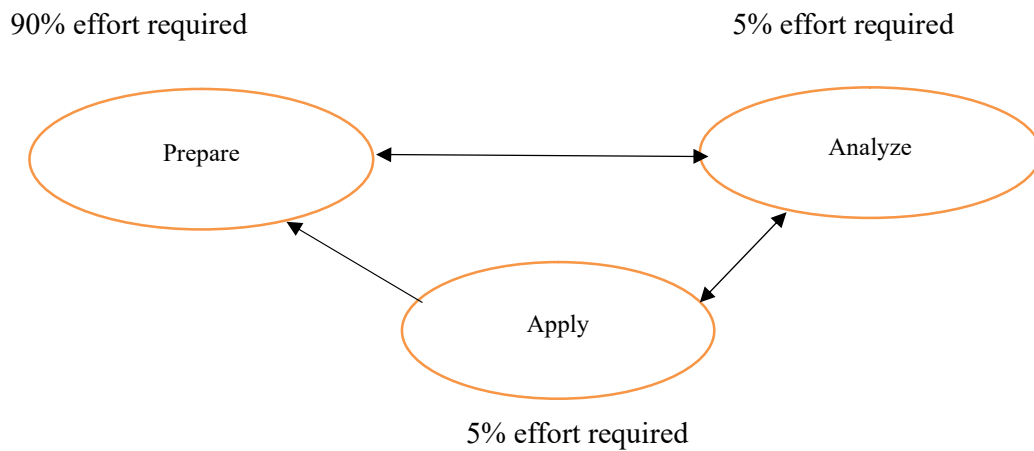 90% effort required
5% effort required
Prepare
Analyze
Apply
5% effort required